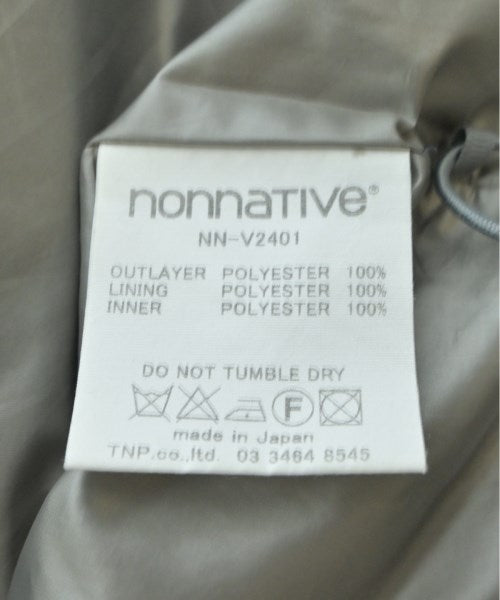 nonnaTIVe®
NN-V2401
OUTLAYER POLYESTER 100%
LINING POLYESTER 100%
INNER POLYESTER 100%
DO NOT TUMBLE DRY
F
made in Japan
TNP.co.,ltd. 03 3464 8545